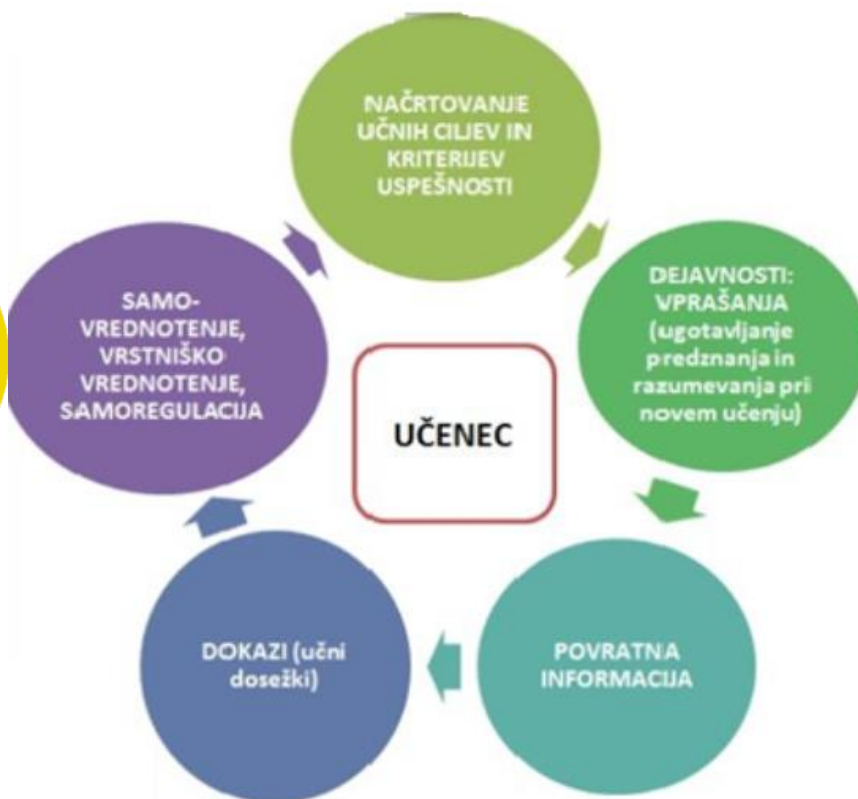 NAČRTOVANJE
UČNIH CILJEV IN
KRITERIJEV
USPEŠNOSTI
DEJAVNOSTI:
VPRAŠANJA
(ugotavljanje
predznanja in
razumevanja pri
novem učenju)
POVRATNA
INFORMACIJA
DOKAZI (učni
dosežki)
SAMO-
VREDNOTENJE,
VRSTNIŠKO
VREDNOTENJE,
SAMOREGULACIJA
UČENEC